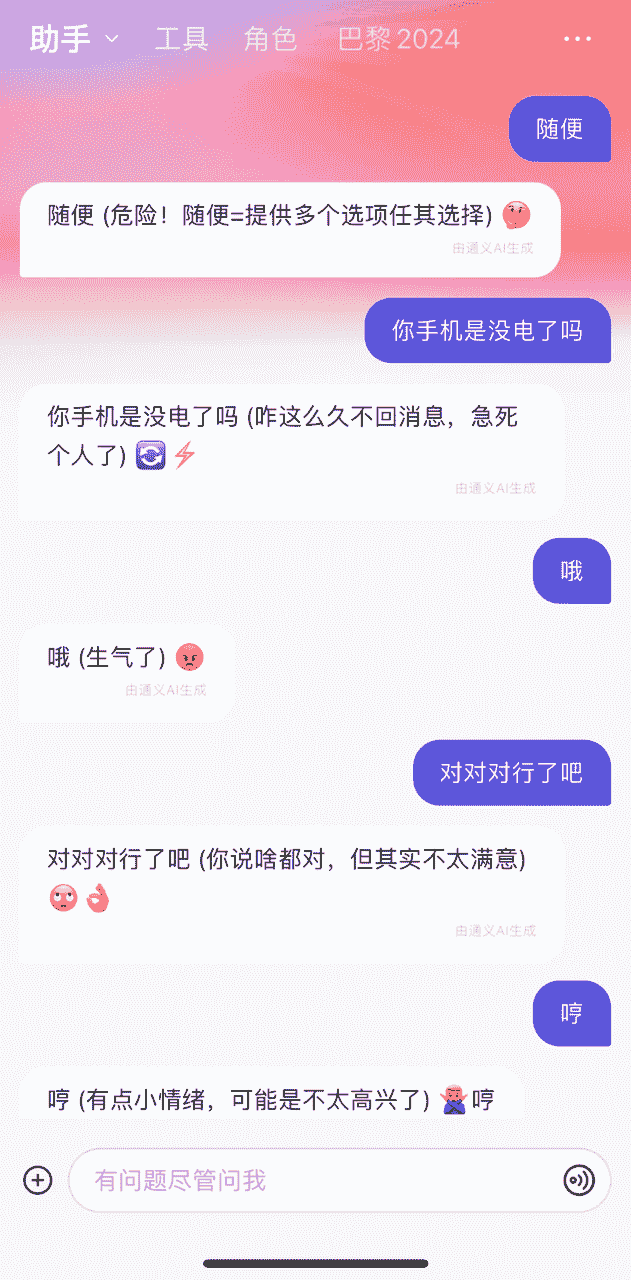 助手 工具 角色 巴黎2024
随便
随便 (危险！随便=提供多个选项任其选择)
由通义AI生成
你手机是没电了吗
你手机是没电了吗 (咋这么久不回消息，急死
个人了)
由通义AI生成
哦
哦 (生气了)
由通义AI生成
对对对行了吧
对对对行了吧 (你说啥都对，但其实不太满意)
由通义AI生成
哼
哼 (有点小情绪，可能是不太高兴了) 哼
有问题尽管问我